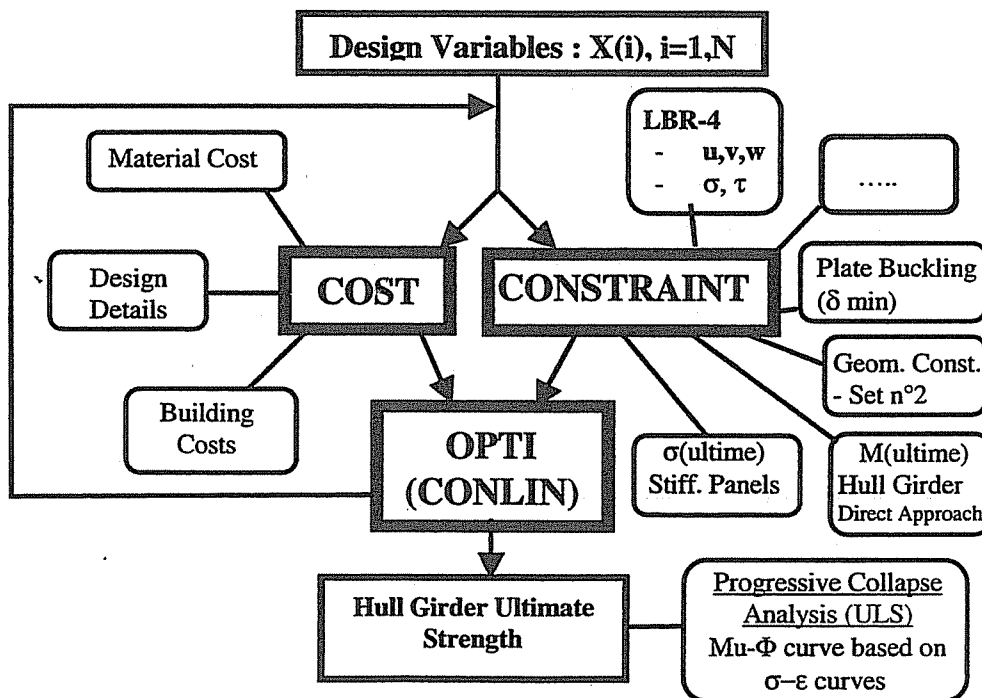 Design Variables : X(i), i=1,N
LBR-4
- u,v,w
- σ, τ
.....
Material Cost
Design
Details
Building
Costs
COST
CONSTRAINT
Plate Buckling
(δ min)
Geom. Const.
- Set n°2
M(ultime)
Hull Girder
Direct Approach
σ(ultime)
Stiff. Panels
OPTI
(CONLIN)
Hull Girder Ultimate
Strength
Progressive Collapse
Analysis (ULS)
Mu-Φ curve based on
σ–ε curves